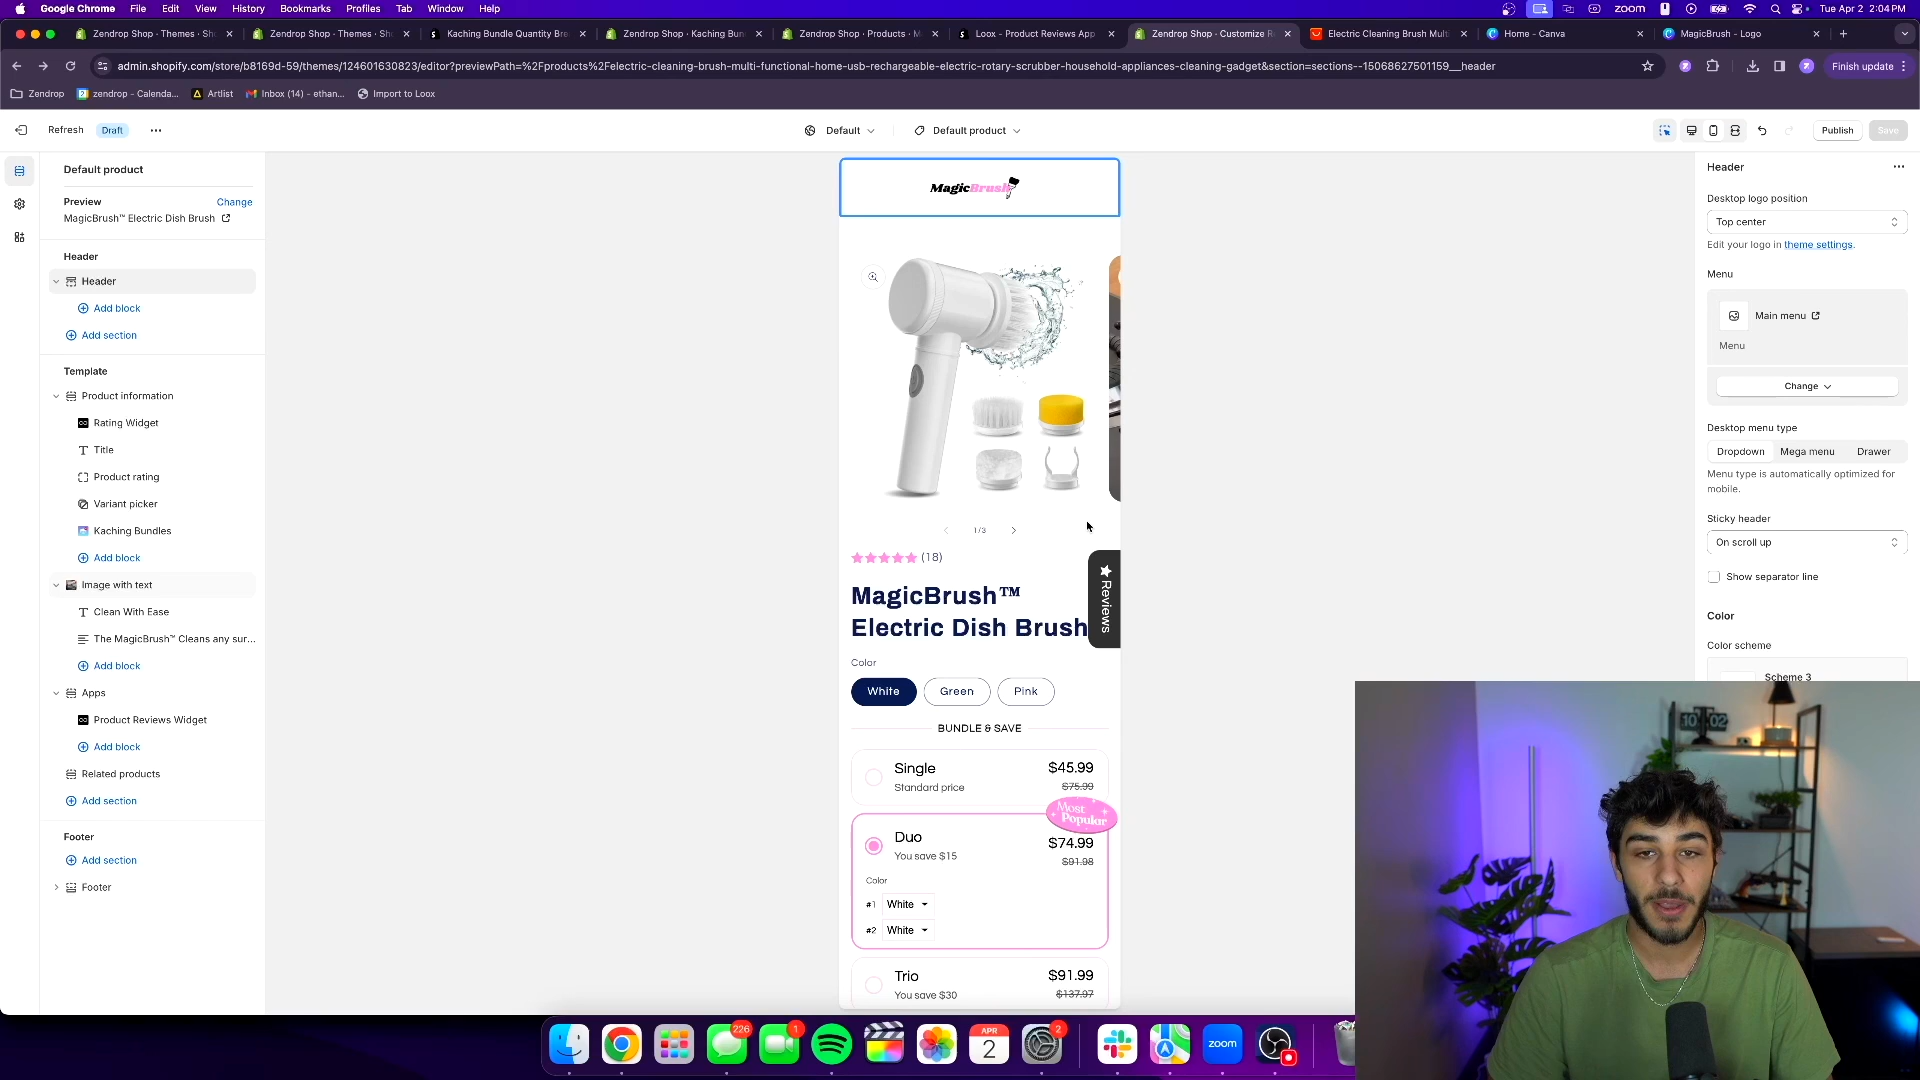 Google Chrome File Edit View History Bookmarks Profiles Tab Window Help
zoom Tue Apr 2 2:04 PM
Zendrop Shop · Themes · Sh
Zendrop Shop · Themes · Sh
Kaching Bundle Quantity Bre
Zendrop Shop · Kaching Bun
Zendrop Shop · Products · M
Loox - Product Reviews App
Zendrop Shop · Customize R
Electric Cleaning Brush Multi
Home - Canva
MagicBrush - Logo
admin.shopify.com/store/b8169d-59/themes/124601630823/editor?previewPath=%2Fproducts%2Felectric-cleaning-brush-multi-functional-home-usb-rechargeable-electric-rotary-scrubber-household-appliances-cleaning-gadget&section=sections--15068627501159__header
Finish update
Zendrop
zendrop - Calenda...
Artlist
Inbox (14) - ethan...
Import to Loox
Refresh Draft
Default
Default product
Publish
Save
Default product
Preview Change
MagicBrush™ Electric Dish Brush
Header
Header
Add block
Add section
Template
Product information
Rating Widget
Title
Product rating
Variant picker
Kaching Bundles
Add block
Image with text
Clean With Ease
The MagicBrush™ Cleans any sur...
Add block
Apps
Product Reviews Widget
Add block
Related products
Add section
Footer
Add section
Footer
MagicBrush
1/3
(18)
MagicBrush™
Electric Dish Brush
★ Reviews
Color
White Green Pink
BUNDLE & SAVE
Single $45.99
Standard price $75.99
Most
Popular
Duo $74.99
You save $15 $91.98
Color
#1 White
#2 White
Trio $91.99
You save $30 $137.97
Header
Desktop logo position
Top center
Edit your logo in theme settings.
Menu
Main menu
Menu
Change
Desktop menu type
Dropdown Mega menu Drawer
Menu type is automatically optimized for
mobile.
Sticky header
On scroll up
Show separator line
Color
Color scheme
Scheme 3
10:02
226
1
APR
2
2
zoom